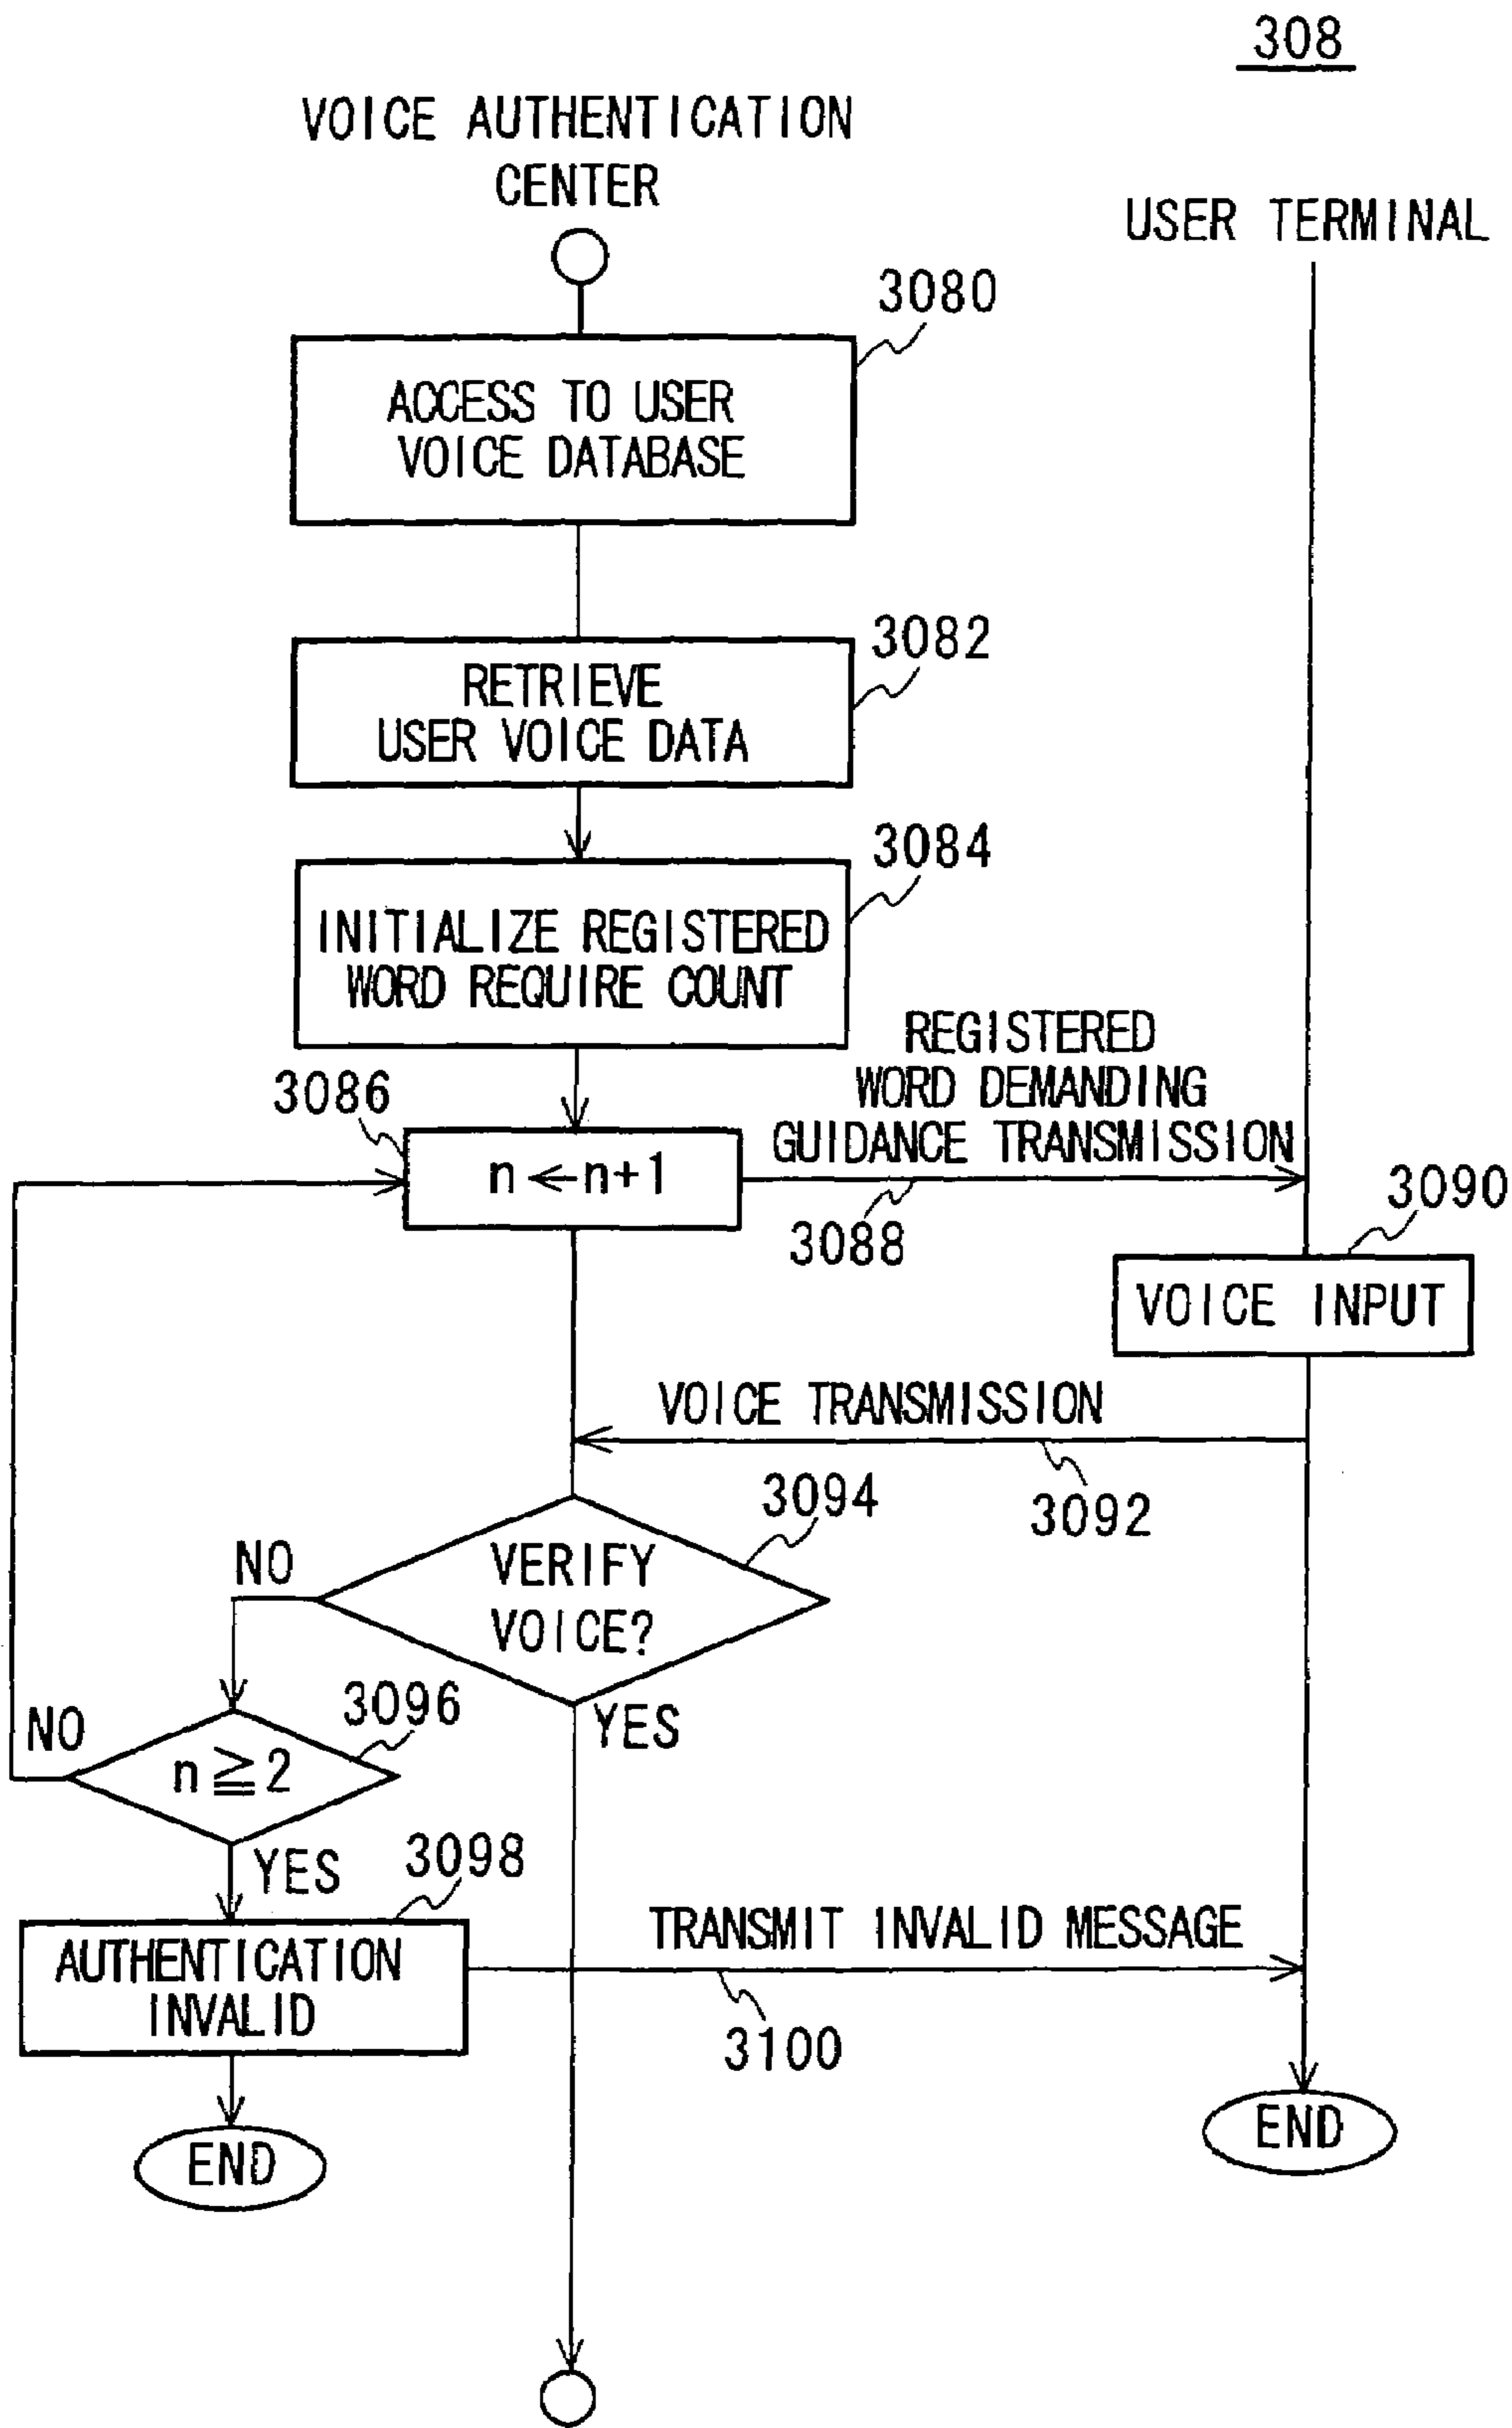 308
VOICE AUTHENTICATION
CENTER
USER TERMINAL
3080
ACCESS TO USER
VOICE DATABASE
3082
RETRIEVE
USER VOICE DATA
3084
INITIALIZE REGISTERED
WORD REQUIRE COUNT
REGISTERED
WORD DEMANDING
GUIDANCE TRANSMISSION
3086
n←n+1
3088
3090
VOICE INPUT
VOICE TRANSMISSION
3092
3094
VERIFY
VOICE?
NO
YES
3096
NO
n≧2
YES
3098
AUTHENTICATION
INVALID
TRANSMIT INVALID MESSAGE
3100
END
END